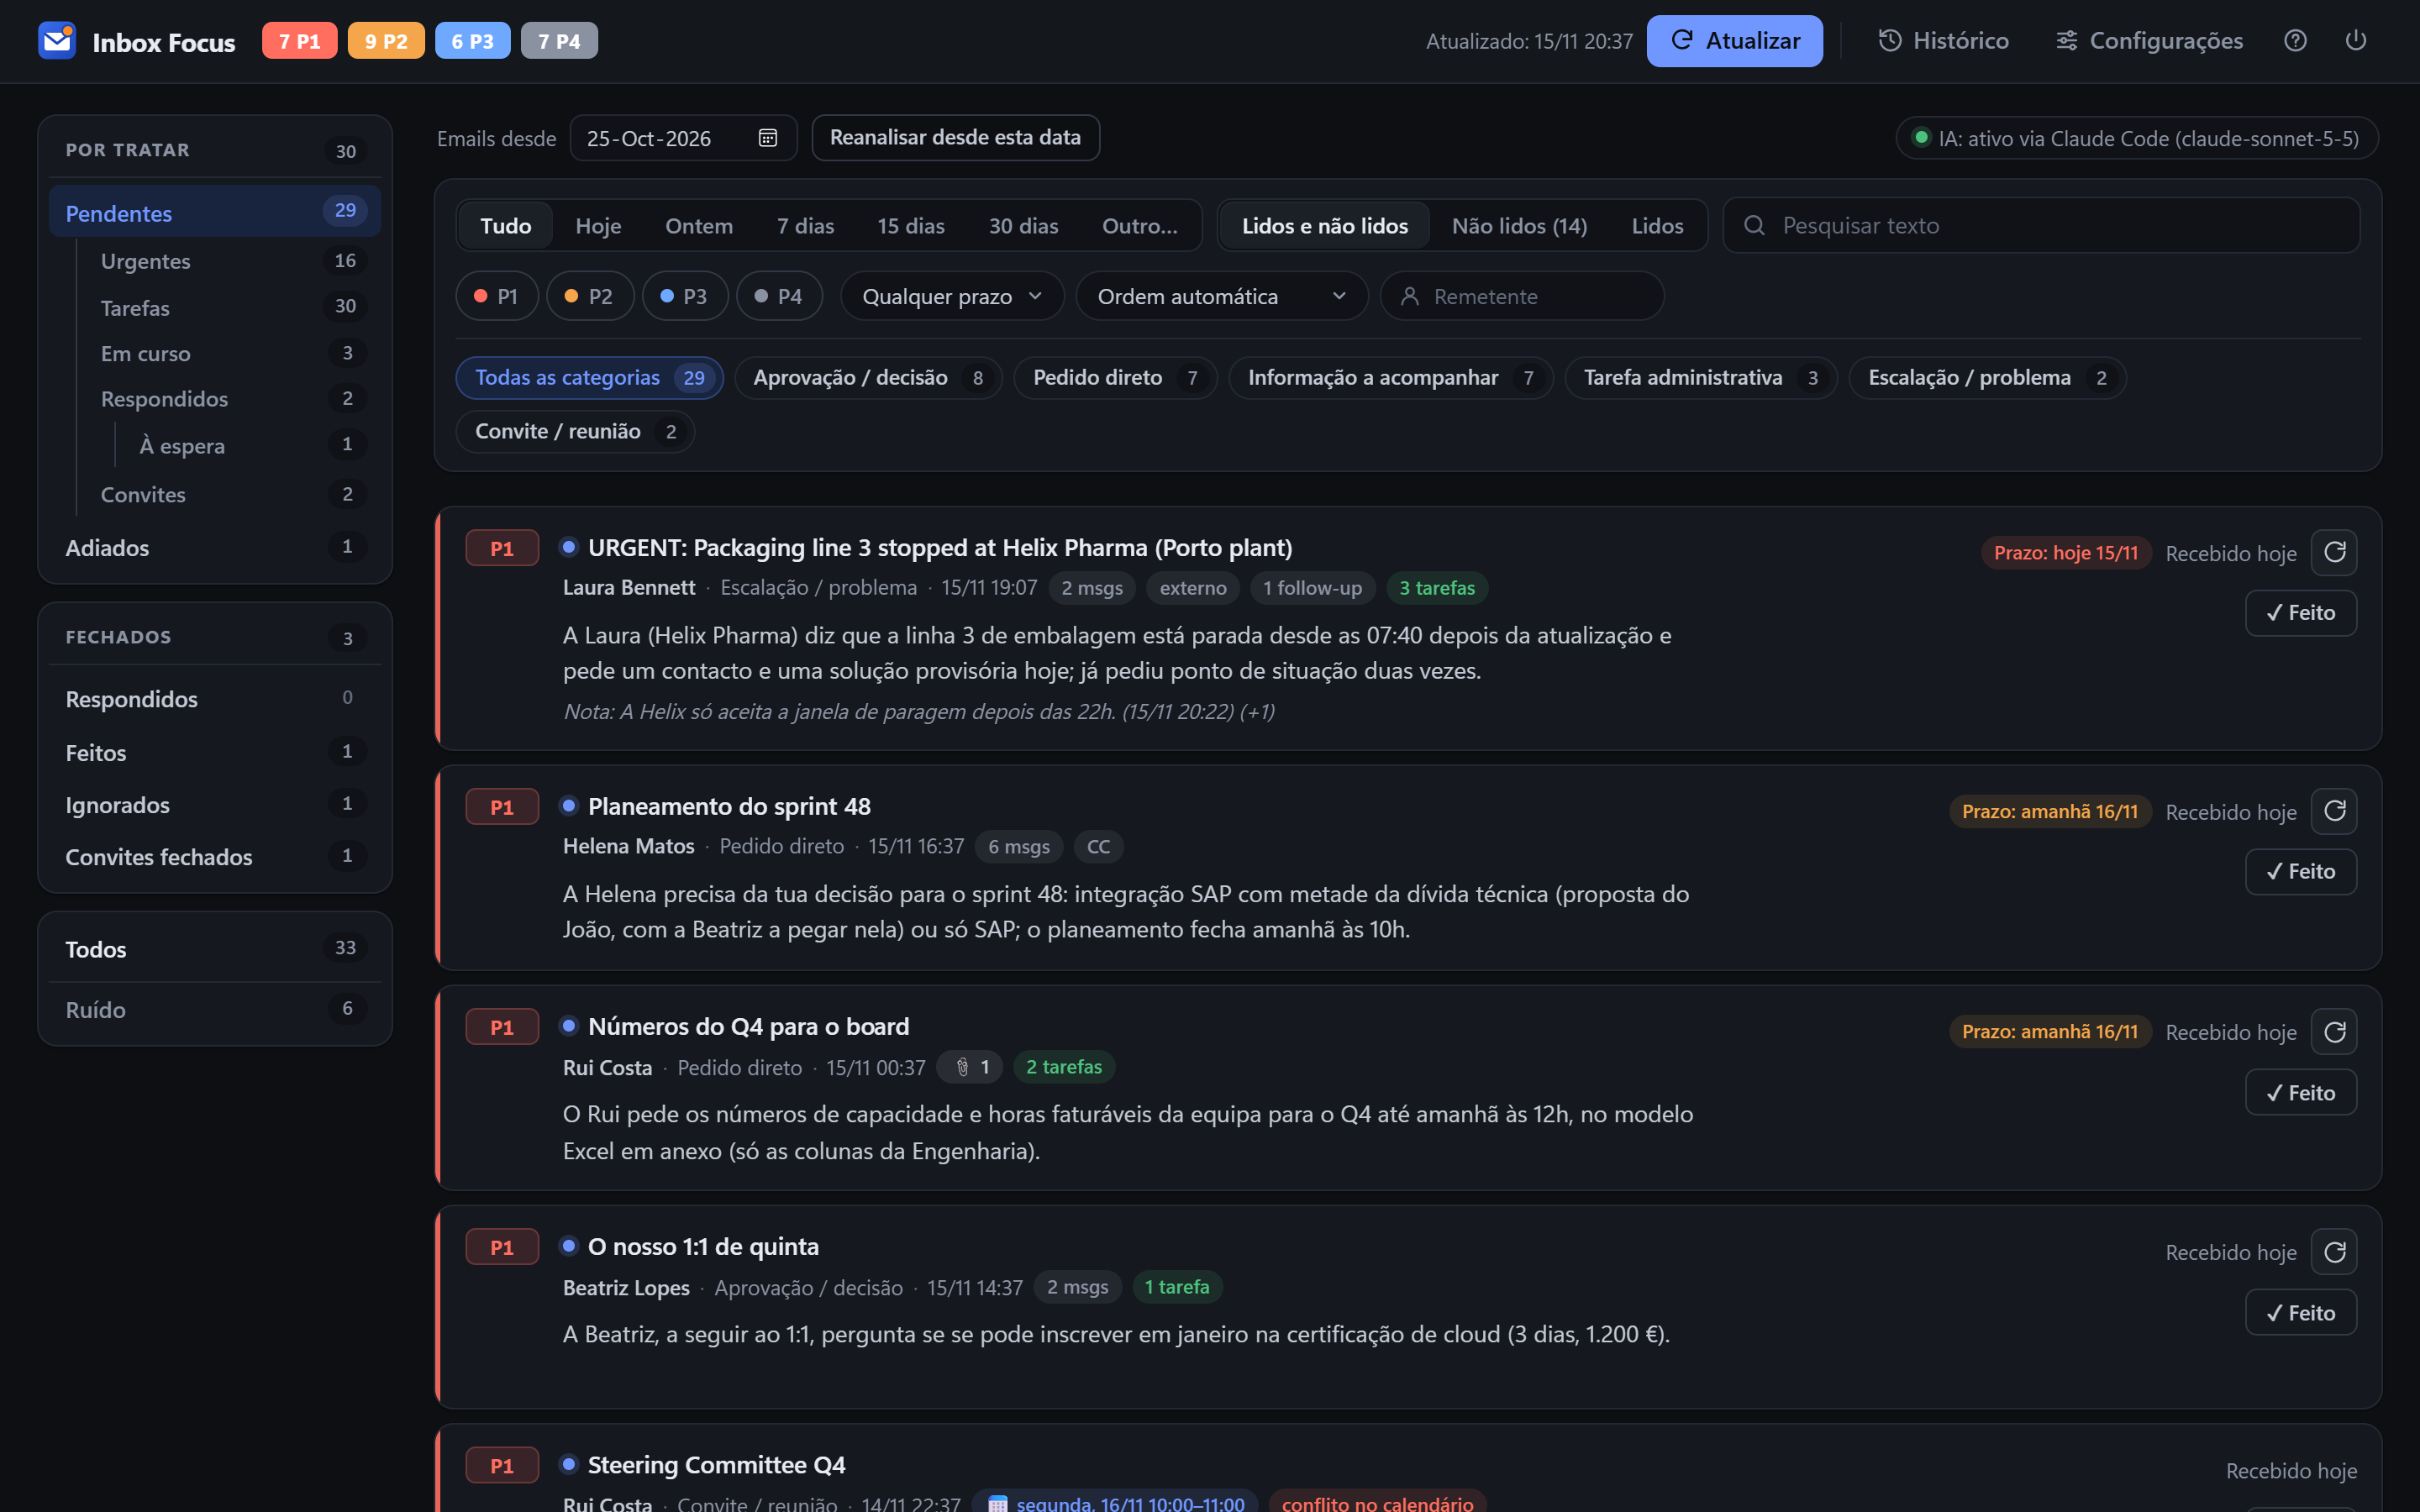 Inbox Focus 7 P1 9 P2 6 P3 7 P4 Atualizado: 15/11 20:37 Atualizar Histórico Configurações
POR TRATAR 30
Pendentes 29
Urgentes 16
Tarefas 30
Em curso 3
Respondidos 2
À espera 1
Convites 2
Adiados 1
FECHADOS 3
Respondidos 0
Feitos 1
Ignorados 1
Convites fechados 1
Todos 33
Ruído 6
Emails desde 25-Oct-2026 Reanalisar desde esta data IA: ativo via Claude Code (claude-sonnet-5-5)
Tudo Hoje Ontem 7 dias 15 dias 30 dias Outro... Lidos e não lidos Não lidos (14) Lidos Pesquisar texto
P1 P2 P3 P4 Qualquer prazo Ordem automática Remetente
Todas as categorias 29 Aprovação / decisão 8 Pedido direto 7 Informação a acompanhar 7 Tarefa administrativa 3 Escalação / problema 2
Convite / reunião 2
P1 URGENT: Packaging line 3 stopped at Helix Pharma (Porto plant) Prazo: hoje 15/11 Recebido hoje
Laura Bennett · Escalação / problema · 15/11 19:07 2 msgs externo 1 follow-up 3 tarefas ✓ Feito
A Laura (Helix Pharma) diz que a linha 3 de embalagem está parada desde as 07:40 depois da atualização e
pede um contacto e uma solução provisória hoje; já pediu ponto de situação duas vezes.
Nota: A Helix só aceita a janela de paragem depois das 22h. (15/11 20:22) (+1)
P1 Planeamento do sprint 48 Prazo: amanhã 16/11 Recebido hoje
Helena Matos · Pedido direto · 15/11 16:37 6 msgs CC ✓ Feito
A Helena precisa da tua decisão para o sprint 48: integração SAP com metade da dívida técnica (proposta do
João, com a Beatriz a pegar nela) ou só SAP; o planeamento fecha amanhã às 10h.
P1 Números do Q4 para o board Prazo: amanhã 16/11 Recebido hoje
Rui Costa · Pedido direto · 15/11 00:37 1 2 tarefas ✓ Feito
O Rui pede os números de capacidade e horas faturáveis da equipa para o Q4 até amanhã às 12h, no modelo
Excel em anexo (só as colunas da Engenharia).
P1 O nosso 1:1 de quinta Recebido hoje
Beatriz Lopes · Aprovação / decisão · 15/11 14:37 2 msgs 1 tarefa ✓ Feito
A Beatriz, a seguir ao 1:1, pergunta se se pode inscrever em janeiro na certificação de cloud (3 dias, 1.200 €).
P1 Steering Committee Q4 Recebido hoje
Rui Costa · Convite / reunião · 14/11 22:37 segunda, 16/11 10:00–11:00 conflito no calendário